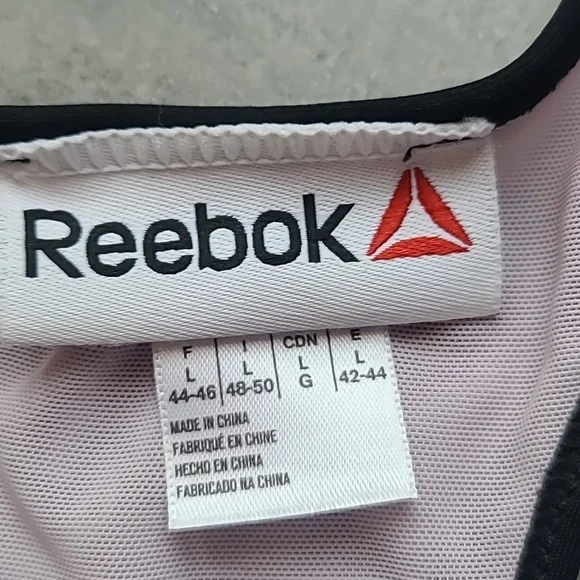 Reebok
F I CDN E
L L L L
44-46 48-50 G 42-44
MADE IN CHINA
FABRIQUÉ EN CHINE
HECHO EN CHINA
FABRICADO NA CHINA